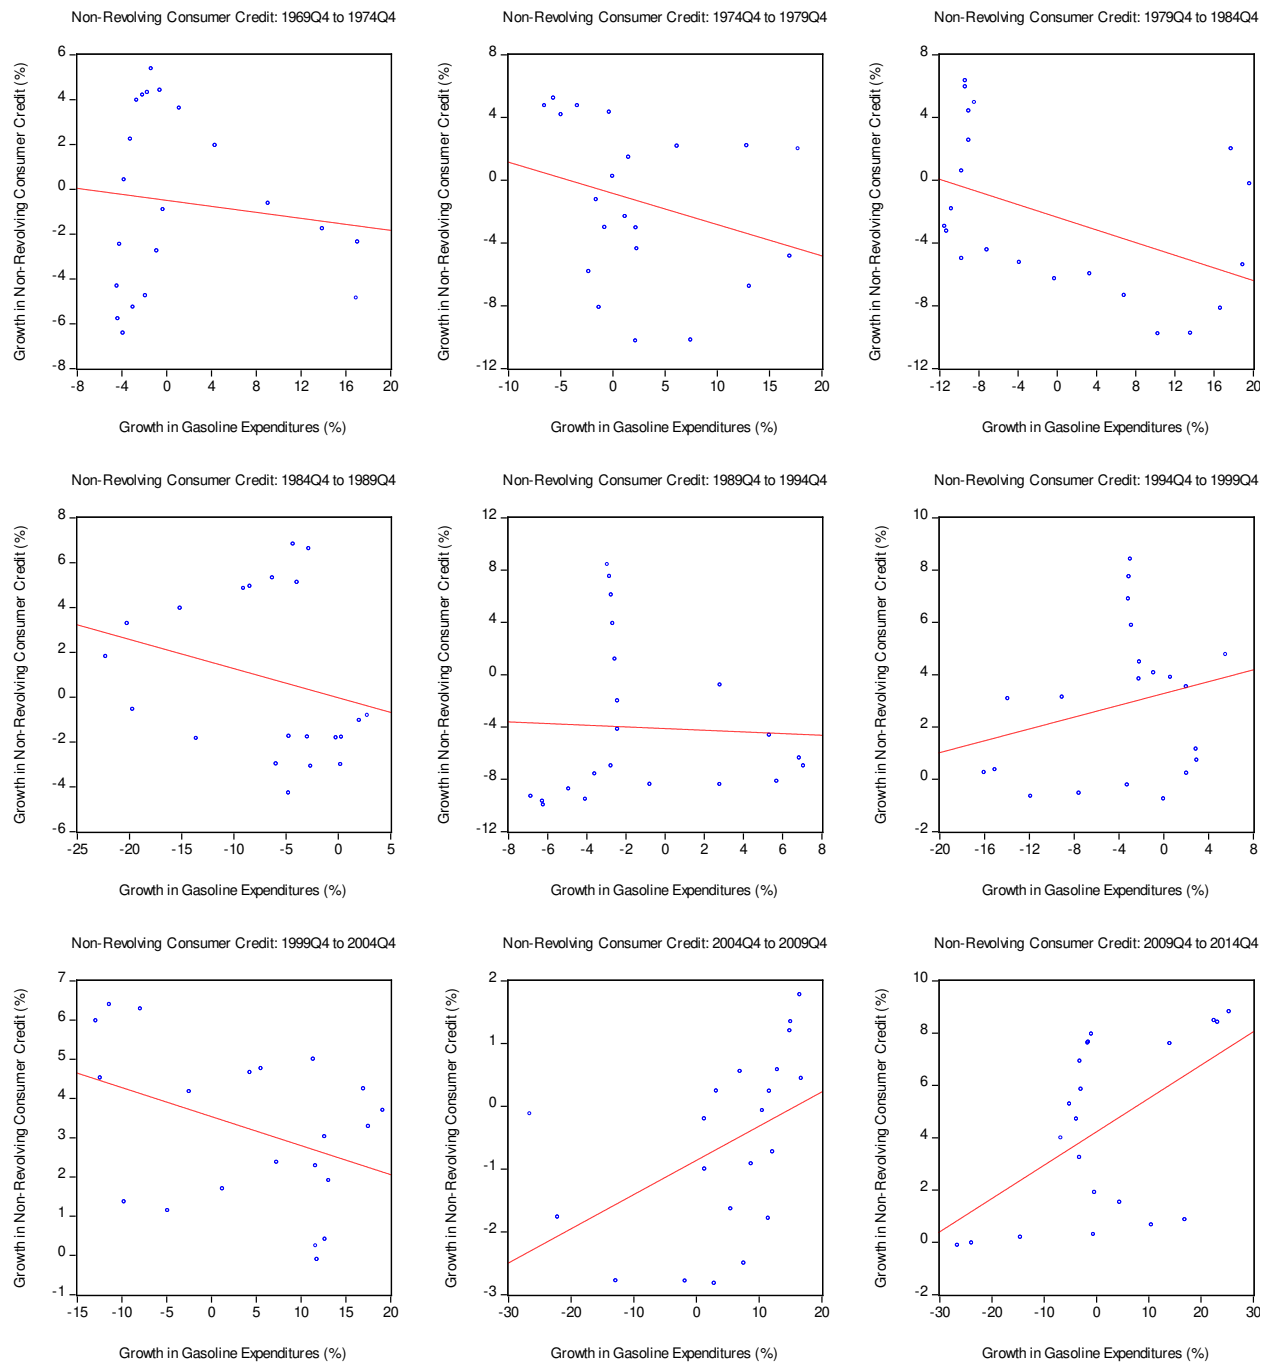 Non-Revolving Consumer Credit: 1969Q4 to 1974Q4
Growth in Non-Revolving Consumer Credit (%)
6
4
2
0
-2
-4
-6
-8
-8 -4 0 4 8 12 16 20
Growth in Gasoline Expenditures (%)
Non-Revolving Consumer Credit: 1974Q4 to 1979Q4
Growth in Non-Revolving Consumer Credit (%)
8
4
0
-4
-8
-12
-10 -5 0 5 10 15 20
Growth in Gasoline Expenditures (%)
Non-Revolving Consumer Credit: 1979Q4 to 1984Q4
Growth in Non-Revolving Consumer Credit (%)
8
4
0
-4
-8
-12
-12 -8 -4 0 4 8 12 16 20
Growth in Gasoline Expenditures (%)
Non-Revolving Consumer Credit: 1984Q4 to 1989Q4
Growth in Non-Revolving Consumer Credit (%)
8
6
4
2
0
-2
-4
-6
-25 -20 -15 -10 -5 0 5
Growth in Gasoline Expenditures (%)
Non-Revolving Consumer Credit: 1989Q4 to 1994Q4
Growth in Non-Revolving Consumer Credit (%)
12
8
4
0
-4
-8
-12
-8 -6 -4 -2 0 2 4 6 8
Growth in Gasoline Expenditures (%)
Non-Revolving Consumer Credit: 1994Q4 to 1999Q4
Growth in Non-Revolving Consumer Credit (%)
10
8
6
4
2
0
-2
-20 -16 -12 -8 -4 0 4 8
Growth in Gasoline Expenditures (%)
Non-Revolving Consumer Credit: 1999Q4 to 2004Q4
Growth in Non-Revolving Consumer Credit (%)
7
6
5
4
3
2
1
0
-1
-15 -10 -5 0 5 10 15 20
Growth in Gasoline Expenditures (%)
Non-Revolving Consumer Credit: 2004Q4 to 2009Q4
Growth in Non-Revolving Consumer Credit (%)
2
1
0
-1
-2
-3
-30 -20 -10 0 10 20
Growth in Gasoline Expenditures (%)
Non-Revolving Consumer Credit: 2009Q4 to 2014Q4
Growth in Non-Revolving Consumer Credit (%)
10
8
6
4
2
0
-2
-30 -20 -10 0 10 20 30
Growth in Gasoline Expenditures (%)